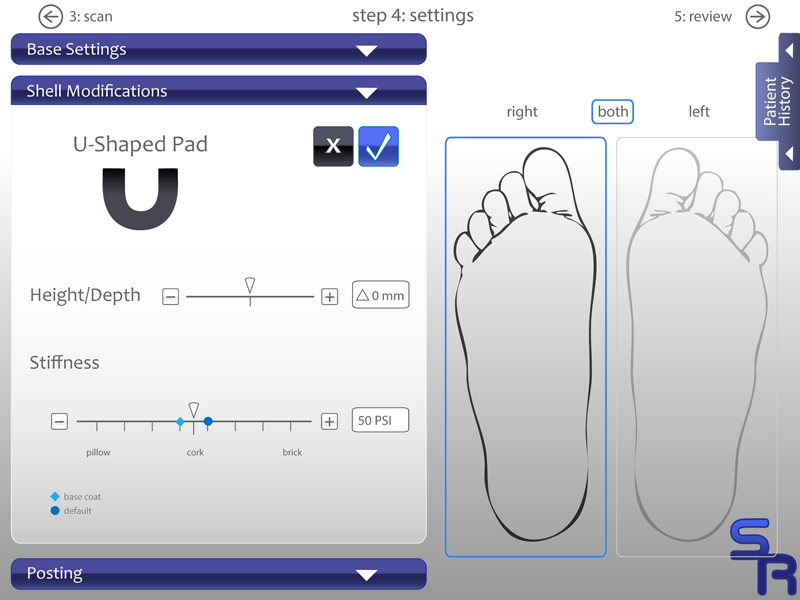 3: scan
step 4: settings
5: review
Base Settings
Shell Modifications
U-Shaped Pad
X
Height/Depth
△ 0 mm
Stiffness
50 PSI
pillow
cork
brick
base coat
default
Posting
right
both
left
Patient
History
SR